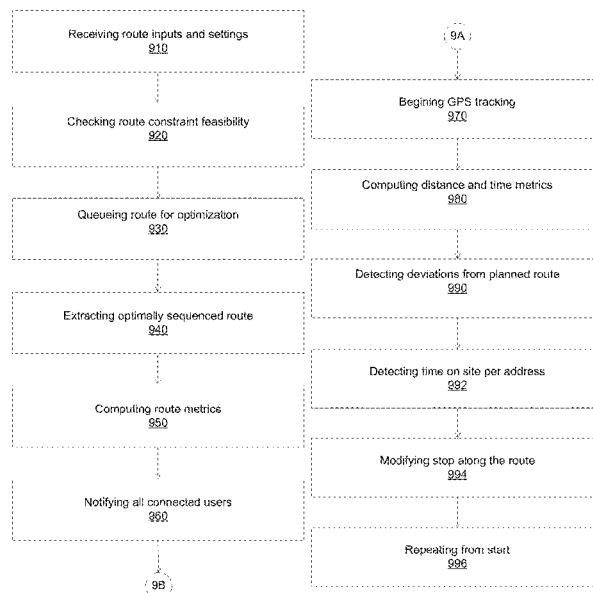 Receiving route inputs and settings
910
Checking route constraint feasibility
920
Queueing route for optimization
930
Extracting optimally sequenced route
940
Computing route metrics
950
Notifying all connected users
960
9B
9A
Begining GPS tracking
970
Computing distance and time metrics
980
Detecting deviations from planned route
990
Detecting time on site per address
992
Modifying stop along the route
994
Repeating from start
996